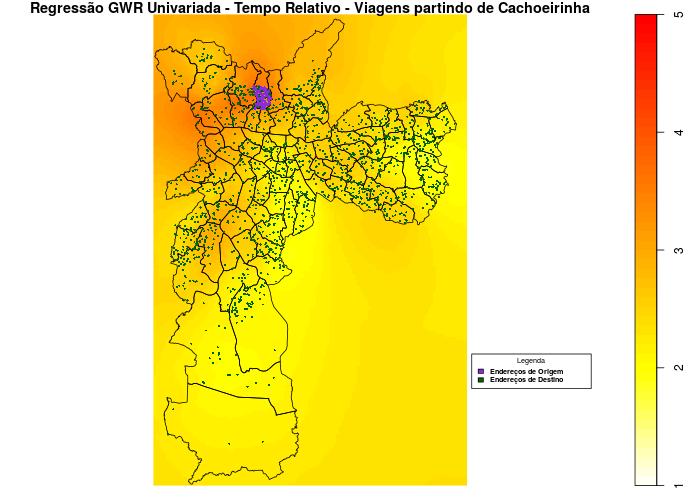 Regressão GWR Univariada - Tempo Relativo - Viagens partindo de Cachoeirinha
5
4
3
2
1
Legenda
Endereços de Origem
Endereços de Destino